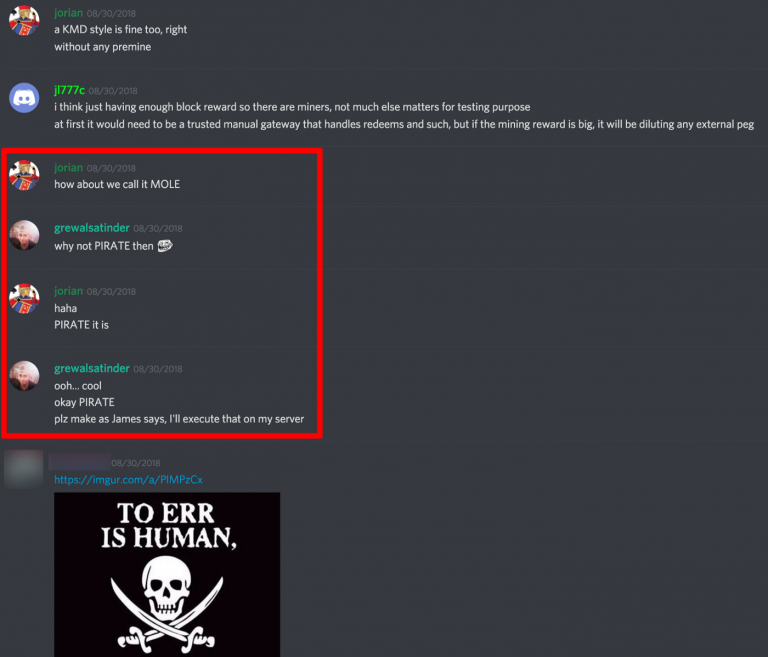 jorian 08/30/2018
a KMD style is fine too, right
without any premine
jl777c 08/30/2018
i think just having enough block reward so there are miners, not much else matters for testing purpose
at first it would need to be a trusted manual gateway that handles redeems and such, but if the mining reward is big, it will be diluting any external peg
jorian 08/30/2018
how about we call it MOLE
grewalsatinder 08/30/2018
why not PIRATE then
jorian 08/30/2018
haha
PIRATE it is
grewalsatinder 08/30/2018
ooh... cool
okay PIRATE
plz make as James says, I'll execute that on my server
08/30/2018
https://imgur.com/a/PlMPzCx
TO ERR
IS HUMAN,